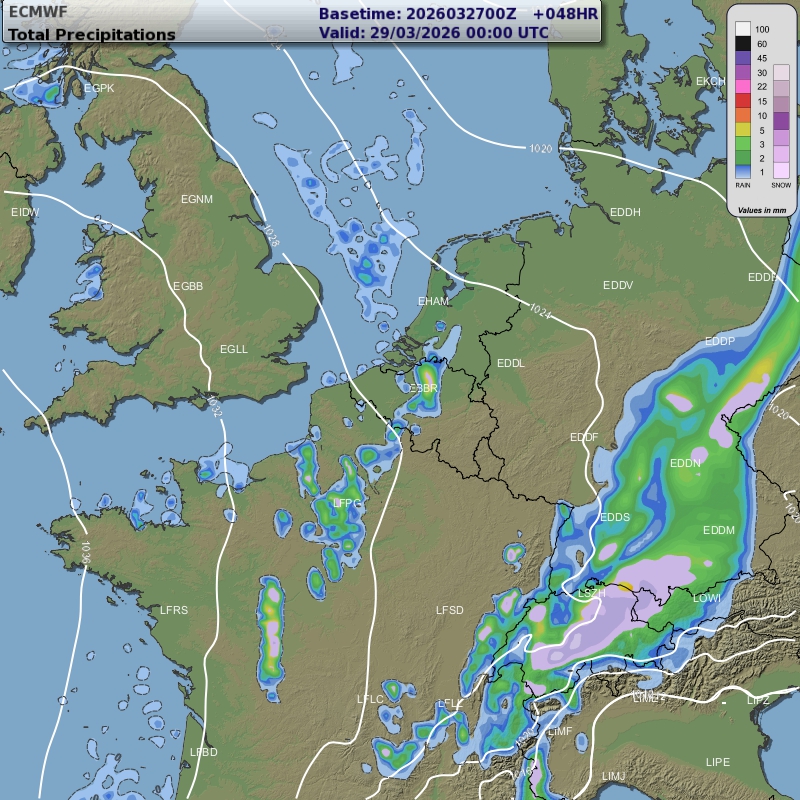 ECMWF
Basetime: 2026032700Z +048HR
Total Precipitations
Valid: 29/03/2026 00:00 UTC
100
60
45
30
22
15
10
5
3
2
1
RAIN SNOW
Values in mm
EGPK
EKCH
1020
EGNM
EIDW
EDDH
1028
EGBB
EDDV
EHAM
1024
EGLL
EDDP
EDDL
EBBR
1032
1020
EDDF
EDDN
LFPG
EDDS
EDDM
1036
LSZH
LOWI
LFRS
LFSD
LFLC
LFLL
LIPZ
LFBD
LIMF
LIPE
LIMJ